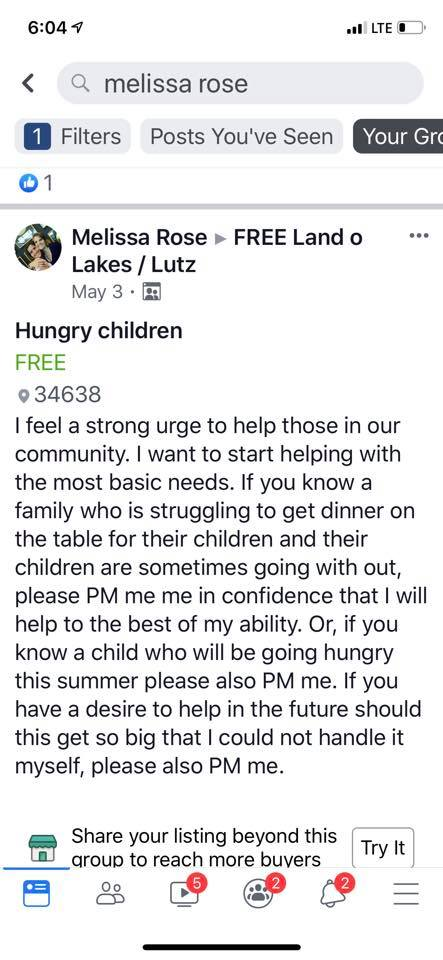 6:04
LTE
melissa rose
1 Filters
Posts You've Seen
Your Gro
1
Melissa Rose ▸ FREE Land o
Lakes / Lutz
May 3 ·
Hungry children
FREE
34638
I feel a strong urge to help those in our
community. I want to start helping with
the most basic needs. If you know a
family who is struggling to get dinner on
the table for their children and their
children are sometimes going with out,
please PM me me in confidence that I will
help to the best of my ability. Or, if you
know a child who will be going hungry
this summer please also PM me. If you
have a desire to help in the future should
this get so big that I could not handle it
myself, please also PM me.
Share your listing beyond this
group to reach more buyers
Try It
5
2
2